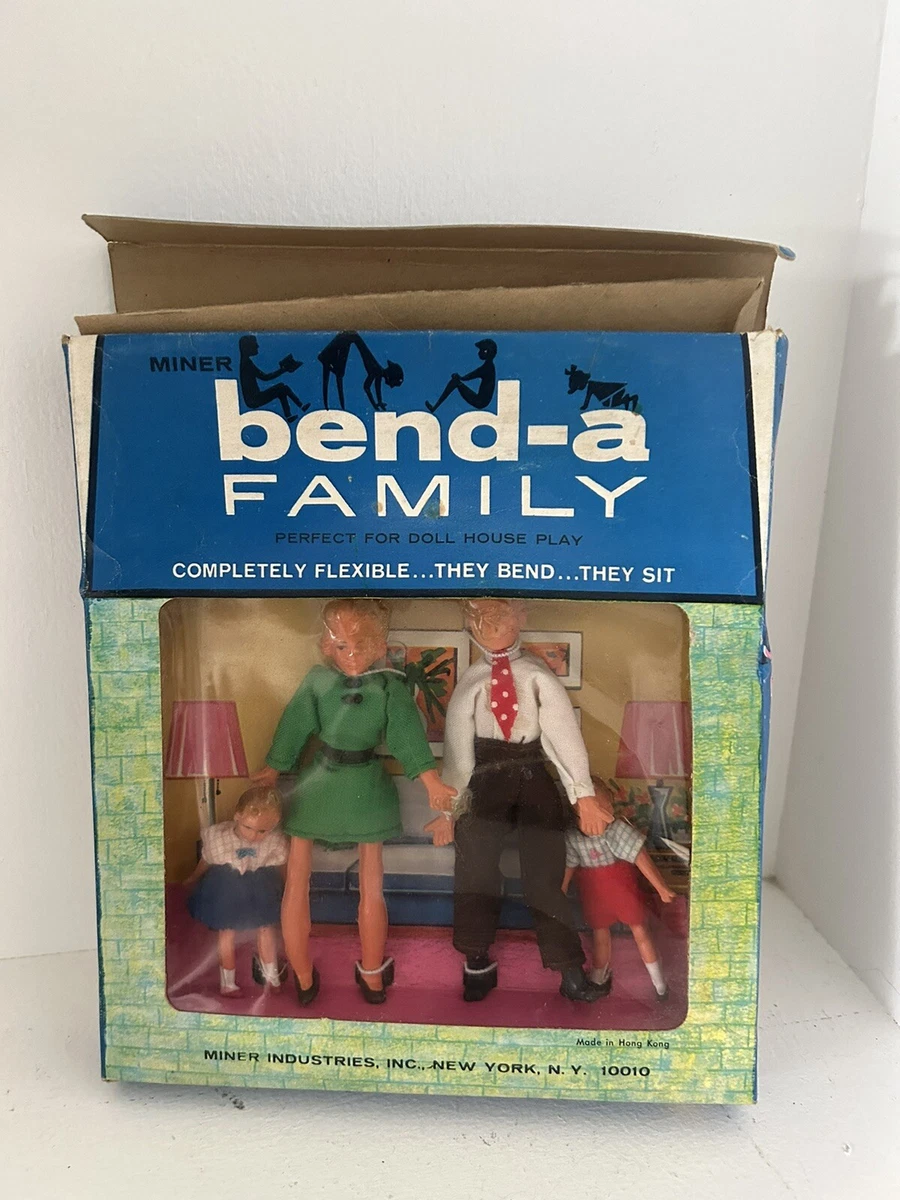 MINER
bend-a
FAMILY
PERFECT FOR DOLL HOUSE PLAY
COMPLETELY FLEXIBLE...THEY BEND...THEY SIT
Made in Hong Kong
MINER INDUSTRIES, INC., NEW YORK, N. Y. 10010